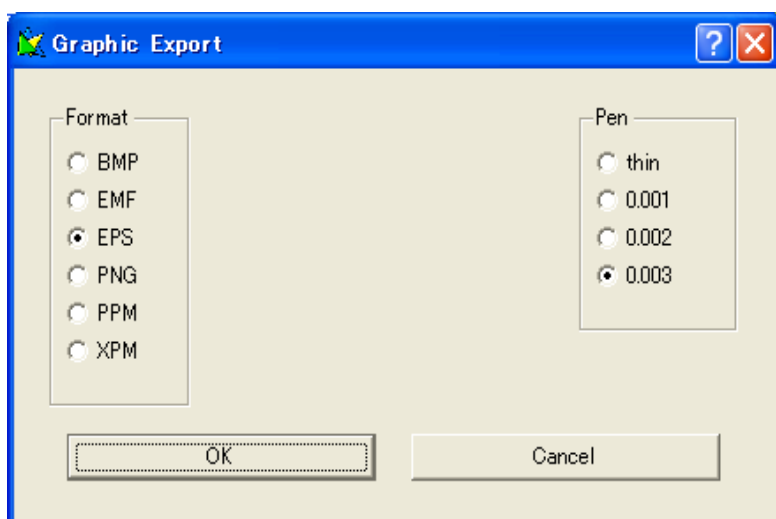 Graphic Export
Format
BMP
EMF
EPS
PNG
PPM
XPM
Pen
thin
0.001
0.002
0.003
OK
Cancel